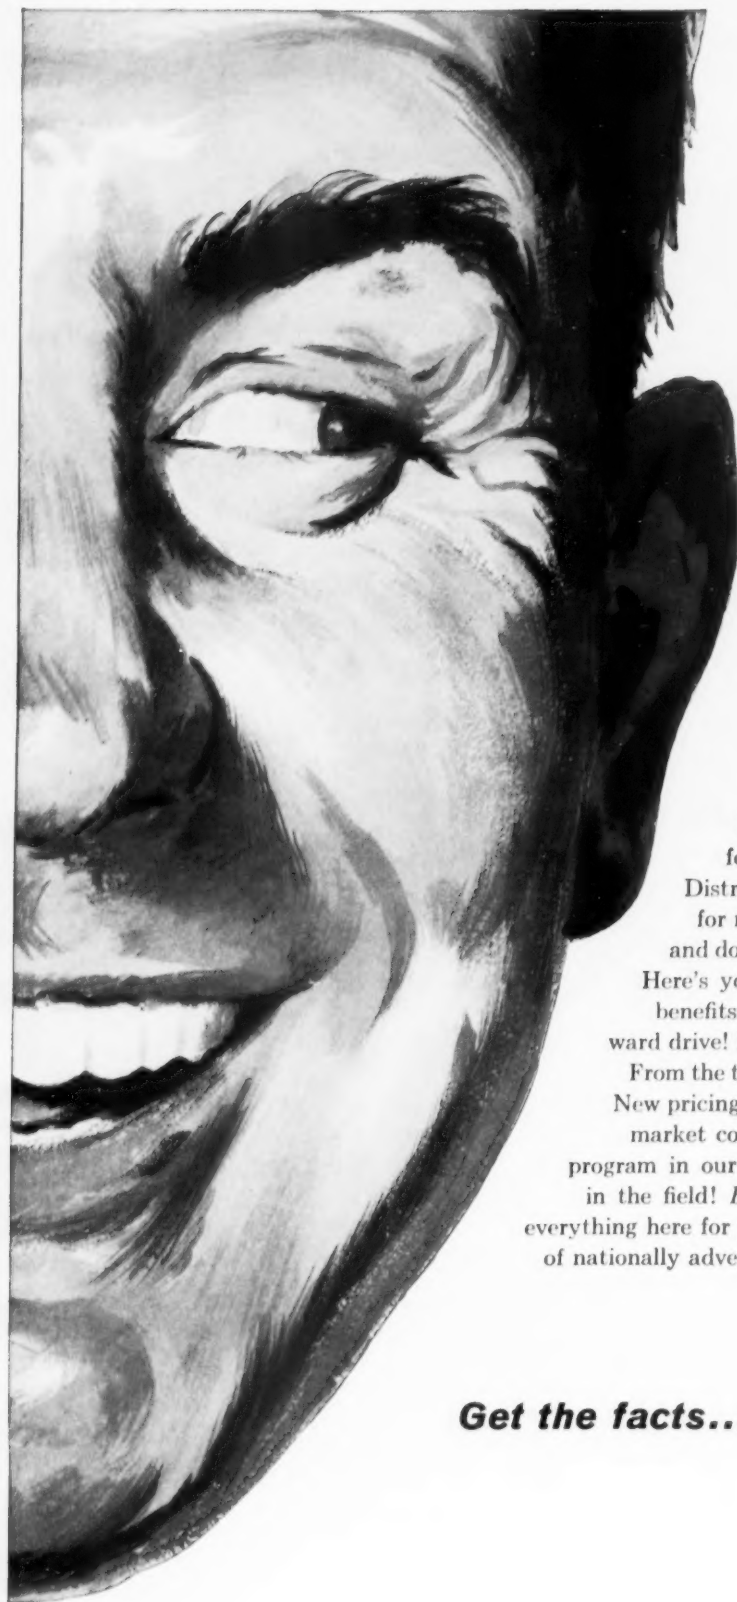 Distr
for
and do
Here's yo
benefits
ward drive!
From the t
New pricing
market co
program in our
in the field!
everything here for
of nationally adve
Get the facts..